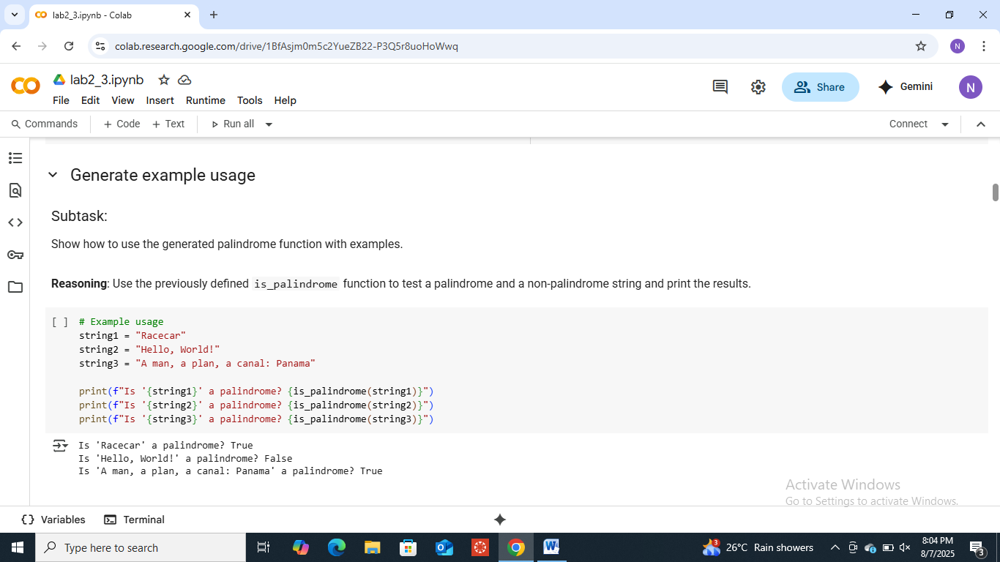 lab2_3.ipynb - Colab
colab.research.google.com/drive/1BfAsjm0m5c2YueZB22-P3Q5r8uoHoWwq
N
lab2_3.ipynb
File Edit View Insert Runtime Tools Help
Share
Gemini
N
Commands + Code + Text Run all
Connect
Generate example usage
Subtask:
Show how to use the generated palindrome function with examples.
Reasoning: Use the previously defined is_palindrome function to test a palindrome and a non-palindrome string and print the results.
[ ] # Example usage
string1 = "Racecar"
string2 = "Hello, World!"
string3 = "A man, a plan, a canal: Panama"
print(f"Is '{string1}' a palindrome? {is_palindrome(string1)}")
print(f"Is '{string2}' a palindrome? {is_palindrome(string2)}")
print(f"Is '{string3}' a palindrome? {is_palindrome(string3)}")
Is 'Racecar' a palindrome? True
Is 'Hello, World!' a palindrome? False
Is 'A man, a plan, a canal: Panama' a palindrome? True
Activate Windows
Go to Settings to activate Windows.
{} Variables Terminal
Type here to search
3
26°C Rain showers
8:04 PM
8/7/2025
3